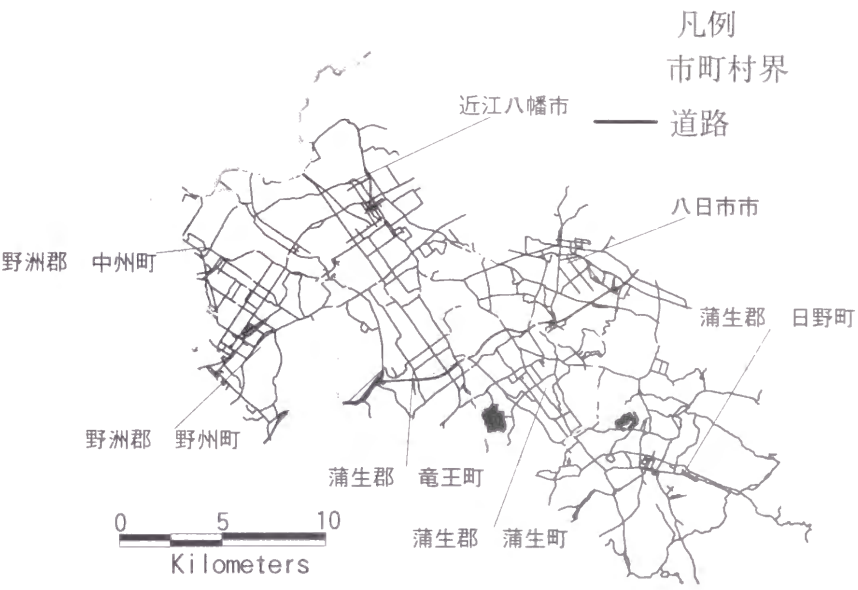 凡例
市町村界
道路
近江八幡市
八日市市
野洲郡 中州町
蒲生郡 日野町
野洲郡 野州町
蒲生郡 竜王町
蒲生郡 蒲生町
0 5 10
Kilometers